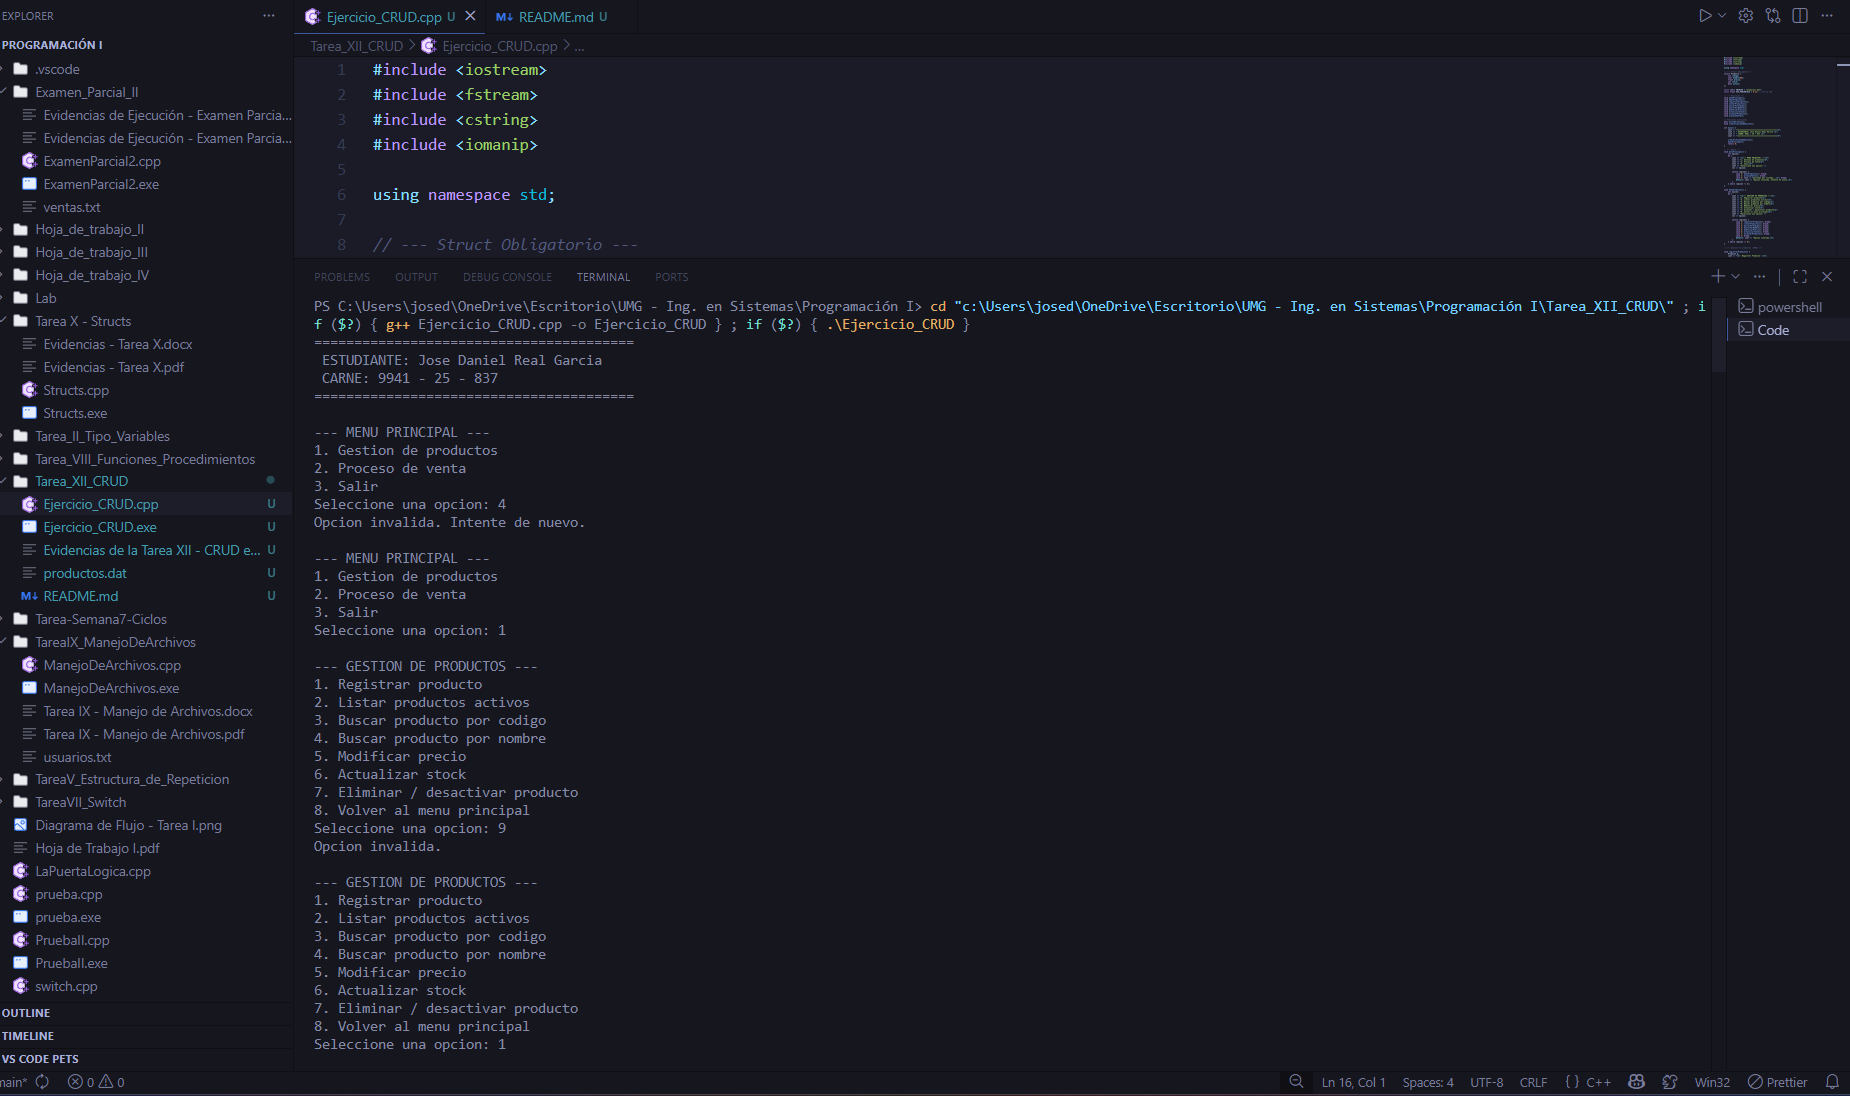 EXPLORER
PROGRAMACIÓN I
.vscode
Examen_Parcial_II
Evidencias de Ejecución - Examen Parcia...
Evidencias de Ejecución - Examen Parcia...
ExamenParcial2.cpp
ExamenParcial2.exe
ventas.txt
Hoja_de_trabajo_II
Hoja_de_trabajo_III
Hoja_de_trabajo_IV
Lab
Tarea X - Structs
Evidencias - Tarea X.docx
Evidencias - Tarea X.pdf
Structs.cpp
Structs.exe
Tarea_II_Tipo_Variables
Tarea_VIII_Funciones_Procedimientos
Tarea_XII_CRUD
Ejercicio_CRUD.cpp U
Ejercicio_CRUD.exe U
Evidencias de la Tarea XII - CRUD e... U
productos.dat U
README.md U
Tarea-Semana7-Ciclos
TareaIX_ManejoDeArchivos
ManejoDeArchivos.cpp
ManejoDeArchivos.exe
Tarea IX - Manejo de Archivos.docx
Tarea IX - Manejo de Archivos.pdf
usuarios.txt
TareaV_Estructura_de_Repeticion
TareaVII_Switch
Diagrama de Flujo - Tarea I.png
Hoja de Trabajo I.pdf
LaPuertaLogica.cpp
prueba.cpp
prueba.exe
PruebaII.cpp
PruebaII.exe
switch.cpp
OUTLINE
TIMELINE
VS CODE PETS
Ejercicio_CRUD.cpp U
README.md U
Tarea_XII_CRUD > Ejercicio_CRUD.cpp > ...
1 #include <iostream>
2 #include <fstream>
3 #include <cstring>
4 #include <iomanip>
5
6 using namespace std;
7
8 // --- Struct Obligatorio ---
PROBLEMS OUTPUT DEBUG CONSOLE TERMINAL PORTS
PS C:\Users\josed\OneDrive\Escritorio\UMG - Ing. en Sistemas\Programación I> cd "c:\Users\josed\OneDrive\Escritorio\UMG - Ing. en Sistemas\Programación I\Tarea_XII_CRUD\" ; i
f ($?) { g++ Ejercicio_CRUD.cpp -o Ejercicio_CRUD } ; if ($?) { .\Ejercicio_CRUD }
========================================
ESTUDIANTE: Jose Daniel Real Garcia
CARNE: 9941 - 25 - 837
========================================
--- MENU PRINCIPAL ---
1. Gestion de productos
2. Proceso de venta
3. Salir
Seleccione una opcion: 4
Opcion invalida. Intente de nuevo.
--- MENU PRINCIPAL ---
1. Gestion de productos
2. Proceso de venta
3. Salir
Seleccione una opcion: 1
--- GESTION DE PRODUCTOS ---
1. Registrar producto
2. Listar productos activos
3. Buscar producto por codigo
4. Buscar producto por nombre
5. Modificar precio
6. Actualizar stock
7. Eliminar / desactivar producto
8. Volver al menu principal
Seleccione una opcion: 9
Opcion invalida.
--- GESTION DE PRODUCTOS ---
1. Registrar producto
2. Listar productos activos
3. Buscar producto por codigo
4. Buscar producto por nombre
5. Modificar precio
6. Actualizar stock
7. Eliminar / desactivar producto
8. Volver al menu principal
Seleccione una opcion: 1
powershell
Code
main* 0 0
Ln 16, Col 1 Spaces: 4 UTF-8 CRLF {} C++ Win32 Prettier